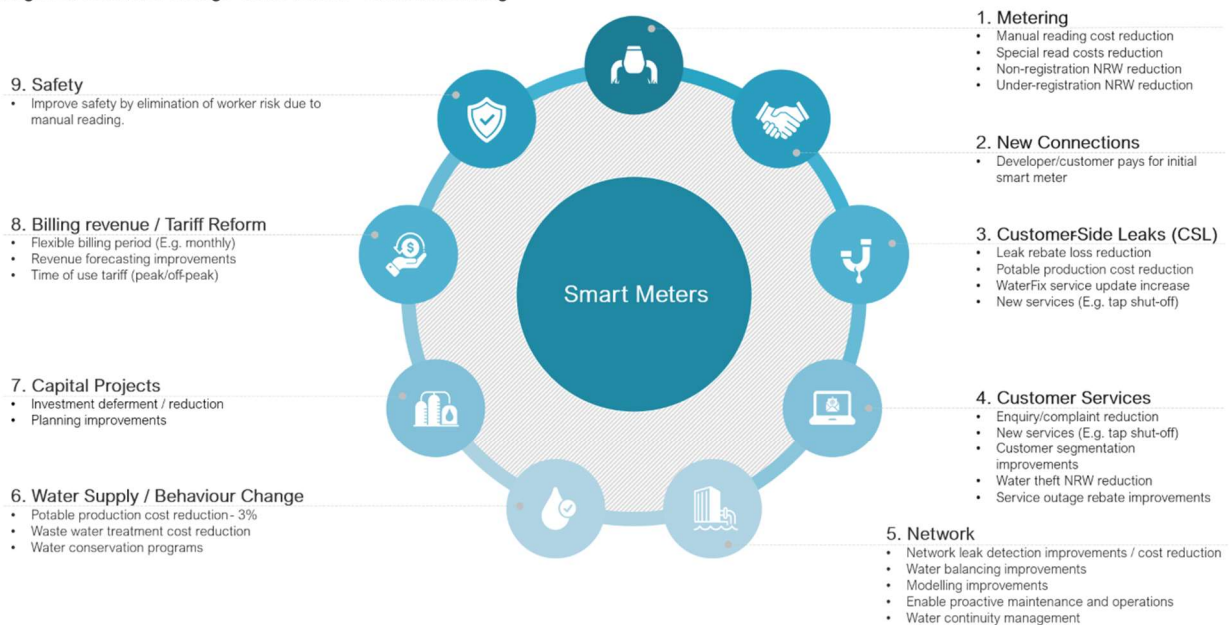 1. Metering
• Manual reading cost reduction
• Special read costs reduction
• Non-registration NRW reduction
• Under-registration NRW reduction
2. New Connections
• Developer/customer pays for initial
smart meter
3. Customer-Side Leaks (CSL)
• Leak rebate loss reduction
• Potable production cost reduction
• WaterFix service update increase
• New services (E.g. tap shut-off)
4. Customer Services
• Enquiry/complaint reduction
• New services (E.g. tap shut-off)
• Customer segmentation
improvements
• Water theft NRW reduction
• Service outage rebate improvements
5. Network
• Network leak detection improvements / cost reduction
• Water balancing improvements
• Modelling improvements
• Enable proactive maintenance and operations
• Water continuity management
6. Water Supply / Behaviour Change
• Potable production cost reduction - 3%
• Waste water treatment cost reduction
• Water conservation programs
7. Capital Projects
• Investment deferment / reduction
• Planning improvements
8. Billing revenue / Tariff Reform
• Flexible billing period (E.g. monthly)
• Revenue forecasting improvements
• Time of use tariff (peak/off-peak)
9. Safety
• Improve safety by elimination of worker risk due to
manual reading.
Smart Meters